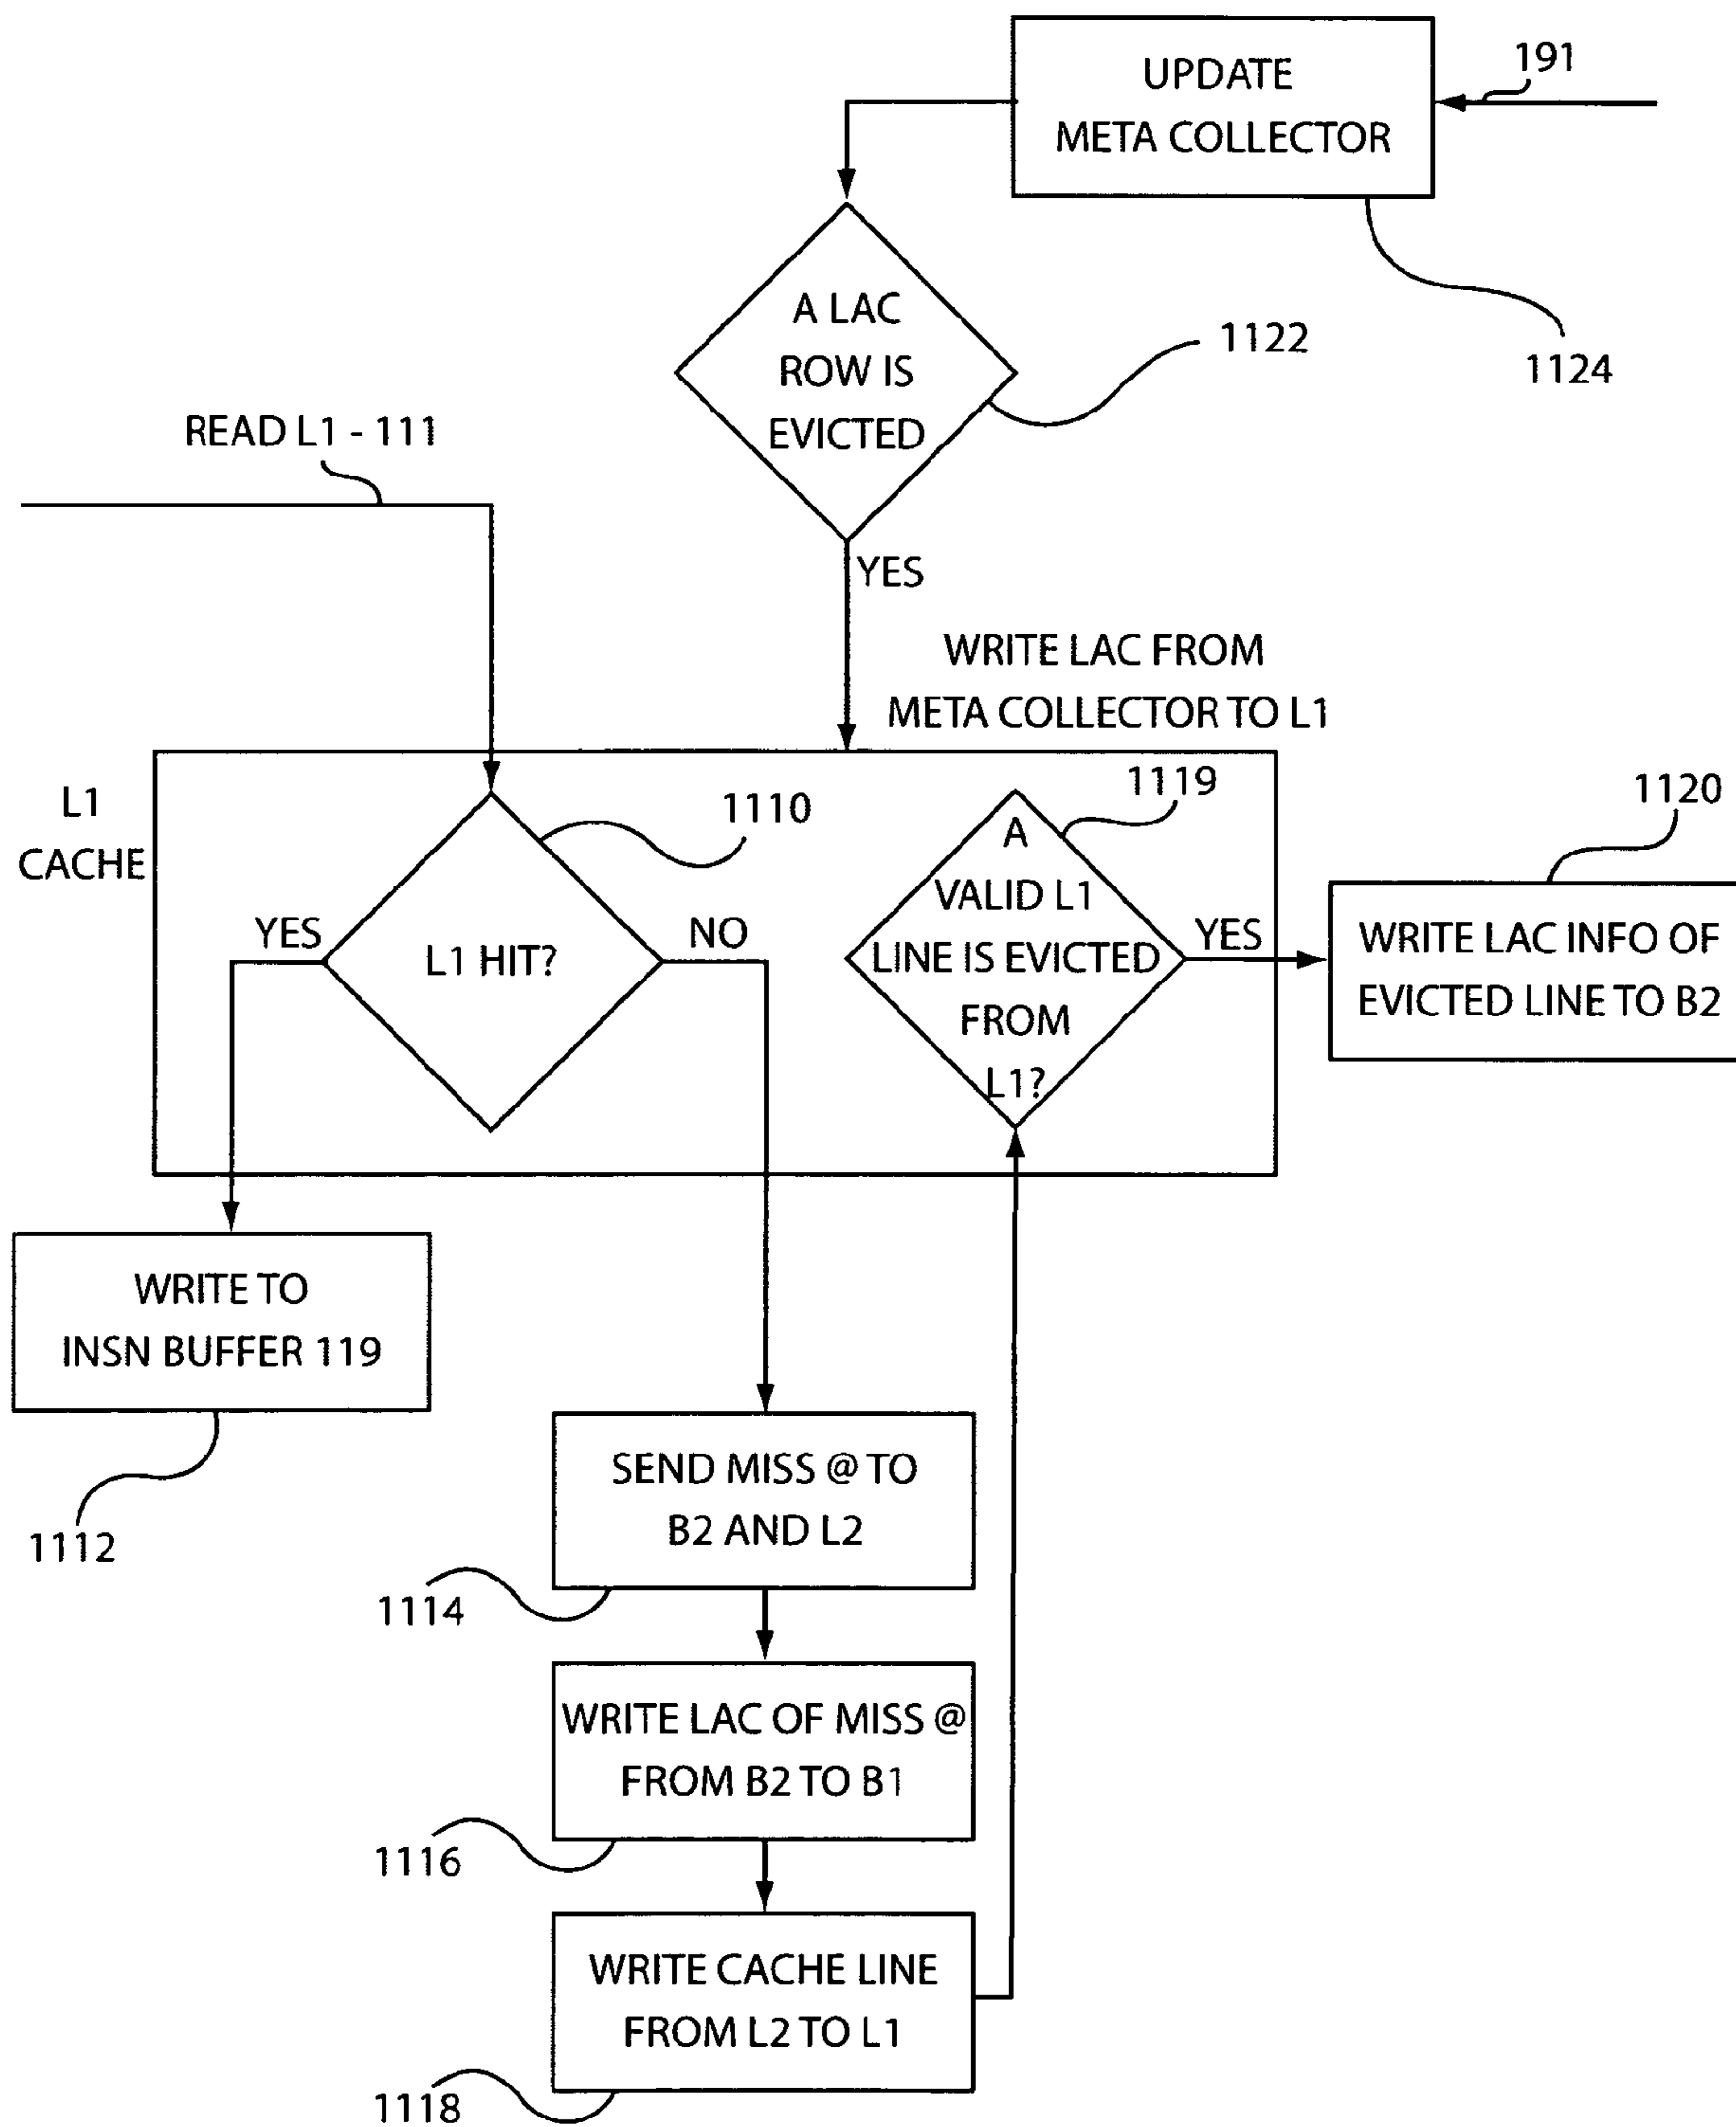 UPDATE
META COLLECTOR
191
1124
A LAC
ROW IS
EVICTED
1122
READ L1 - 111
YES
WRITE LAC FROM
META COLLECTOR TO L1
L1
CACHE
1110
L1 HIT?
YES
NO
1119
A
VALID L1
LINE IS EVICTED
FROM
L1?
YES
1120
WRITE LAC INFO OF
EVICTED LINE TO B2
WRITE TO
INSN BUFFER 119
1112
SEND MISS @ TO
B2 AND L2
1114
WRITE LAC OF MISS @
FROM B2 TO B1
1116
WRITE CACHE LINE
FROM L2 TO L1
1118